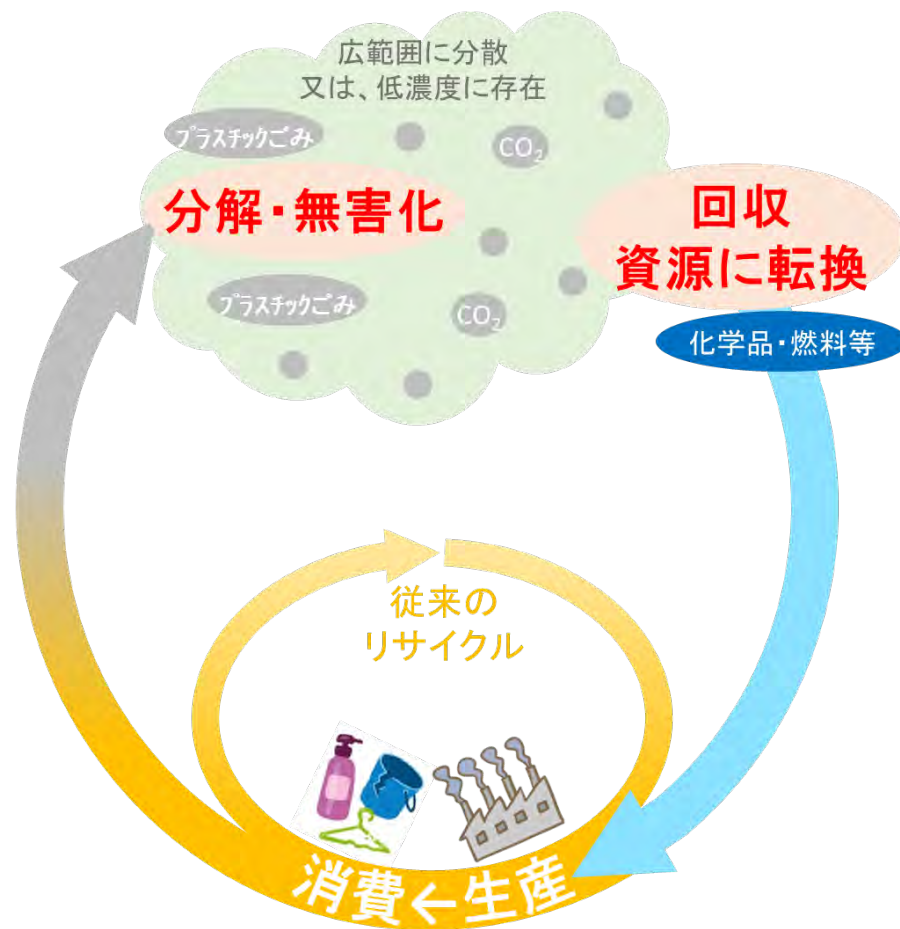 広範囲に分散
又は、低濃度に存在
プラスチックごみ
CO₂
分解・無害化
回収
資源に転換
プラスチックごみ
CO₂
化学品・燃料等
従来の
リサイクル
消費←生産